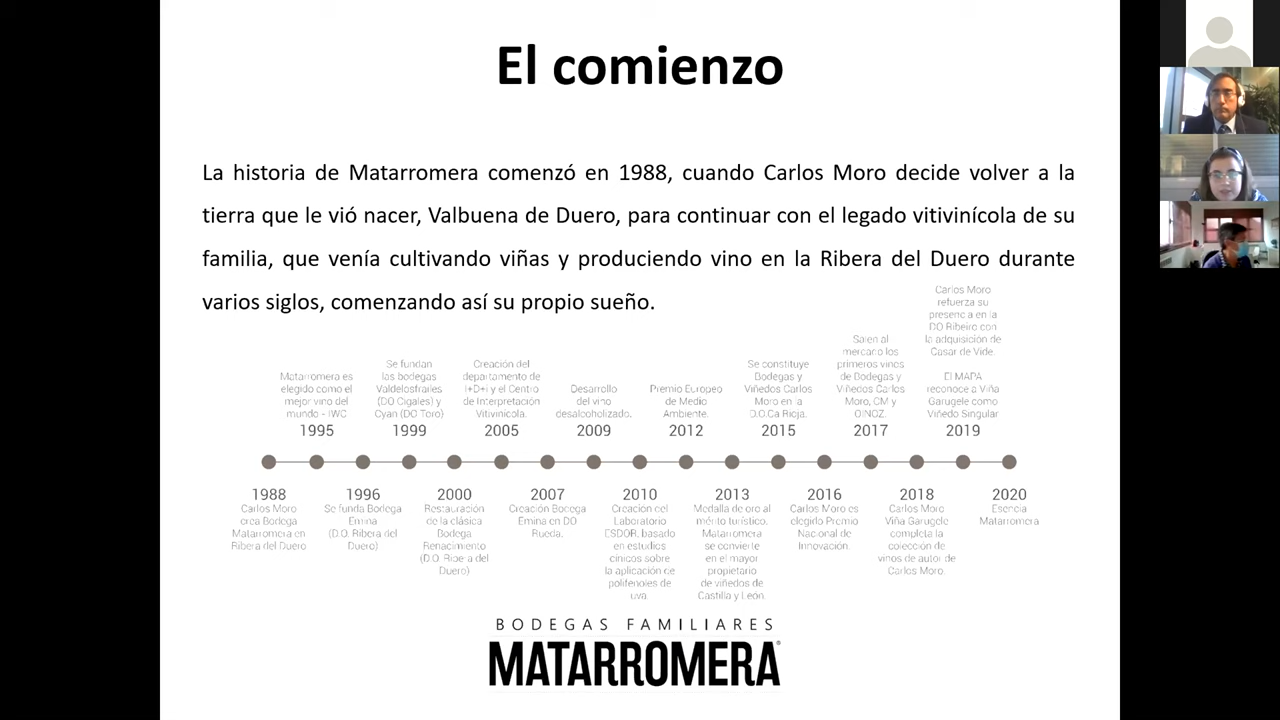 El comienzo
La historia de Matarromera comenzó en 1988, cuando Carlos Moro decide volver a la
tierra que le vió nacer, Valbuena de Duero, para continuar con el legado vitivinícola de su
familia, que venía cultivando viñas y produciendo vino en la Ribera del Duero durante
varios siglos, comenzando así su propio sueño.
Matarromera es
elegido como el
mejor vino del
mundo - IWC
1995
Se fundan
las bodegas
Valdelosfrailes
(DO Cigales) y
Cyan (DO Toro)
1999
Creación del
departamento de
I+D+i y el Centro
de Interpretación
Vitivinícola.
2005
Desarrollo
del vino
desalcoholizado.
2009
Premio Europeo
de Medio
Ambiente.
2012
Se constituye
Bodegas y
Viñedos Carlos
Moro en la
D.O.Ca Rioja.
2015
Salen al
mercado los
primeros vinos
de Bodegas y
Viñedos Carlos
Moro, CM y
OINOZ.
2017
Carlos Moro
refuerza su
presencia en la
DO Ribeiro con
la adquisición de
Casar de Vide.
El MAPA
reconoce a Viña
Garugele como
Viñedo Singular
2019
1988
Carlos Moro
crea Bodega
Matarromera en
Ribera del Duero
1996
Se funda Bodega
Emina
(D.O. Ribera del
Duero)
2000
Restauración
de la clásica
Bodega
Renacimiento
(D.O. Ribera del
Duero)
2007
Creación Bodega
Emina en DO
Rueda.
2010
Creación del
Laboratorio
ESDOR, basado
en estudios
clínicos sobre
la aplicación de
polifenoles de
uva.
2013
Medalla de oro al
mérito turístico.
Matarromera
se convierte
en el mayor
propietario
de viñedos de
Castilla y León.
2016
Carlos Moro es
elegido Premio
Nacional de
Innovación.
2018
Carlos Moro
Viña Garugele
completa la
colección de
vinos de autor de
Carlos Moro.
2020
Esencia
Matarromera
BODEGAS FAMILIARES
MATARROMERA®